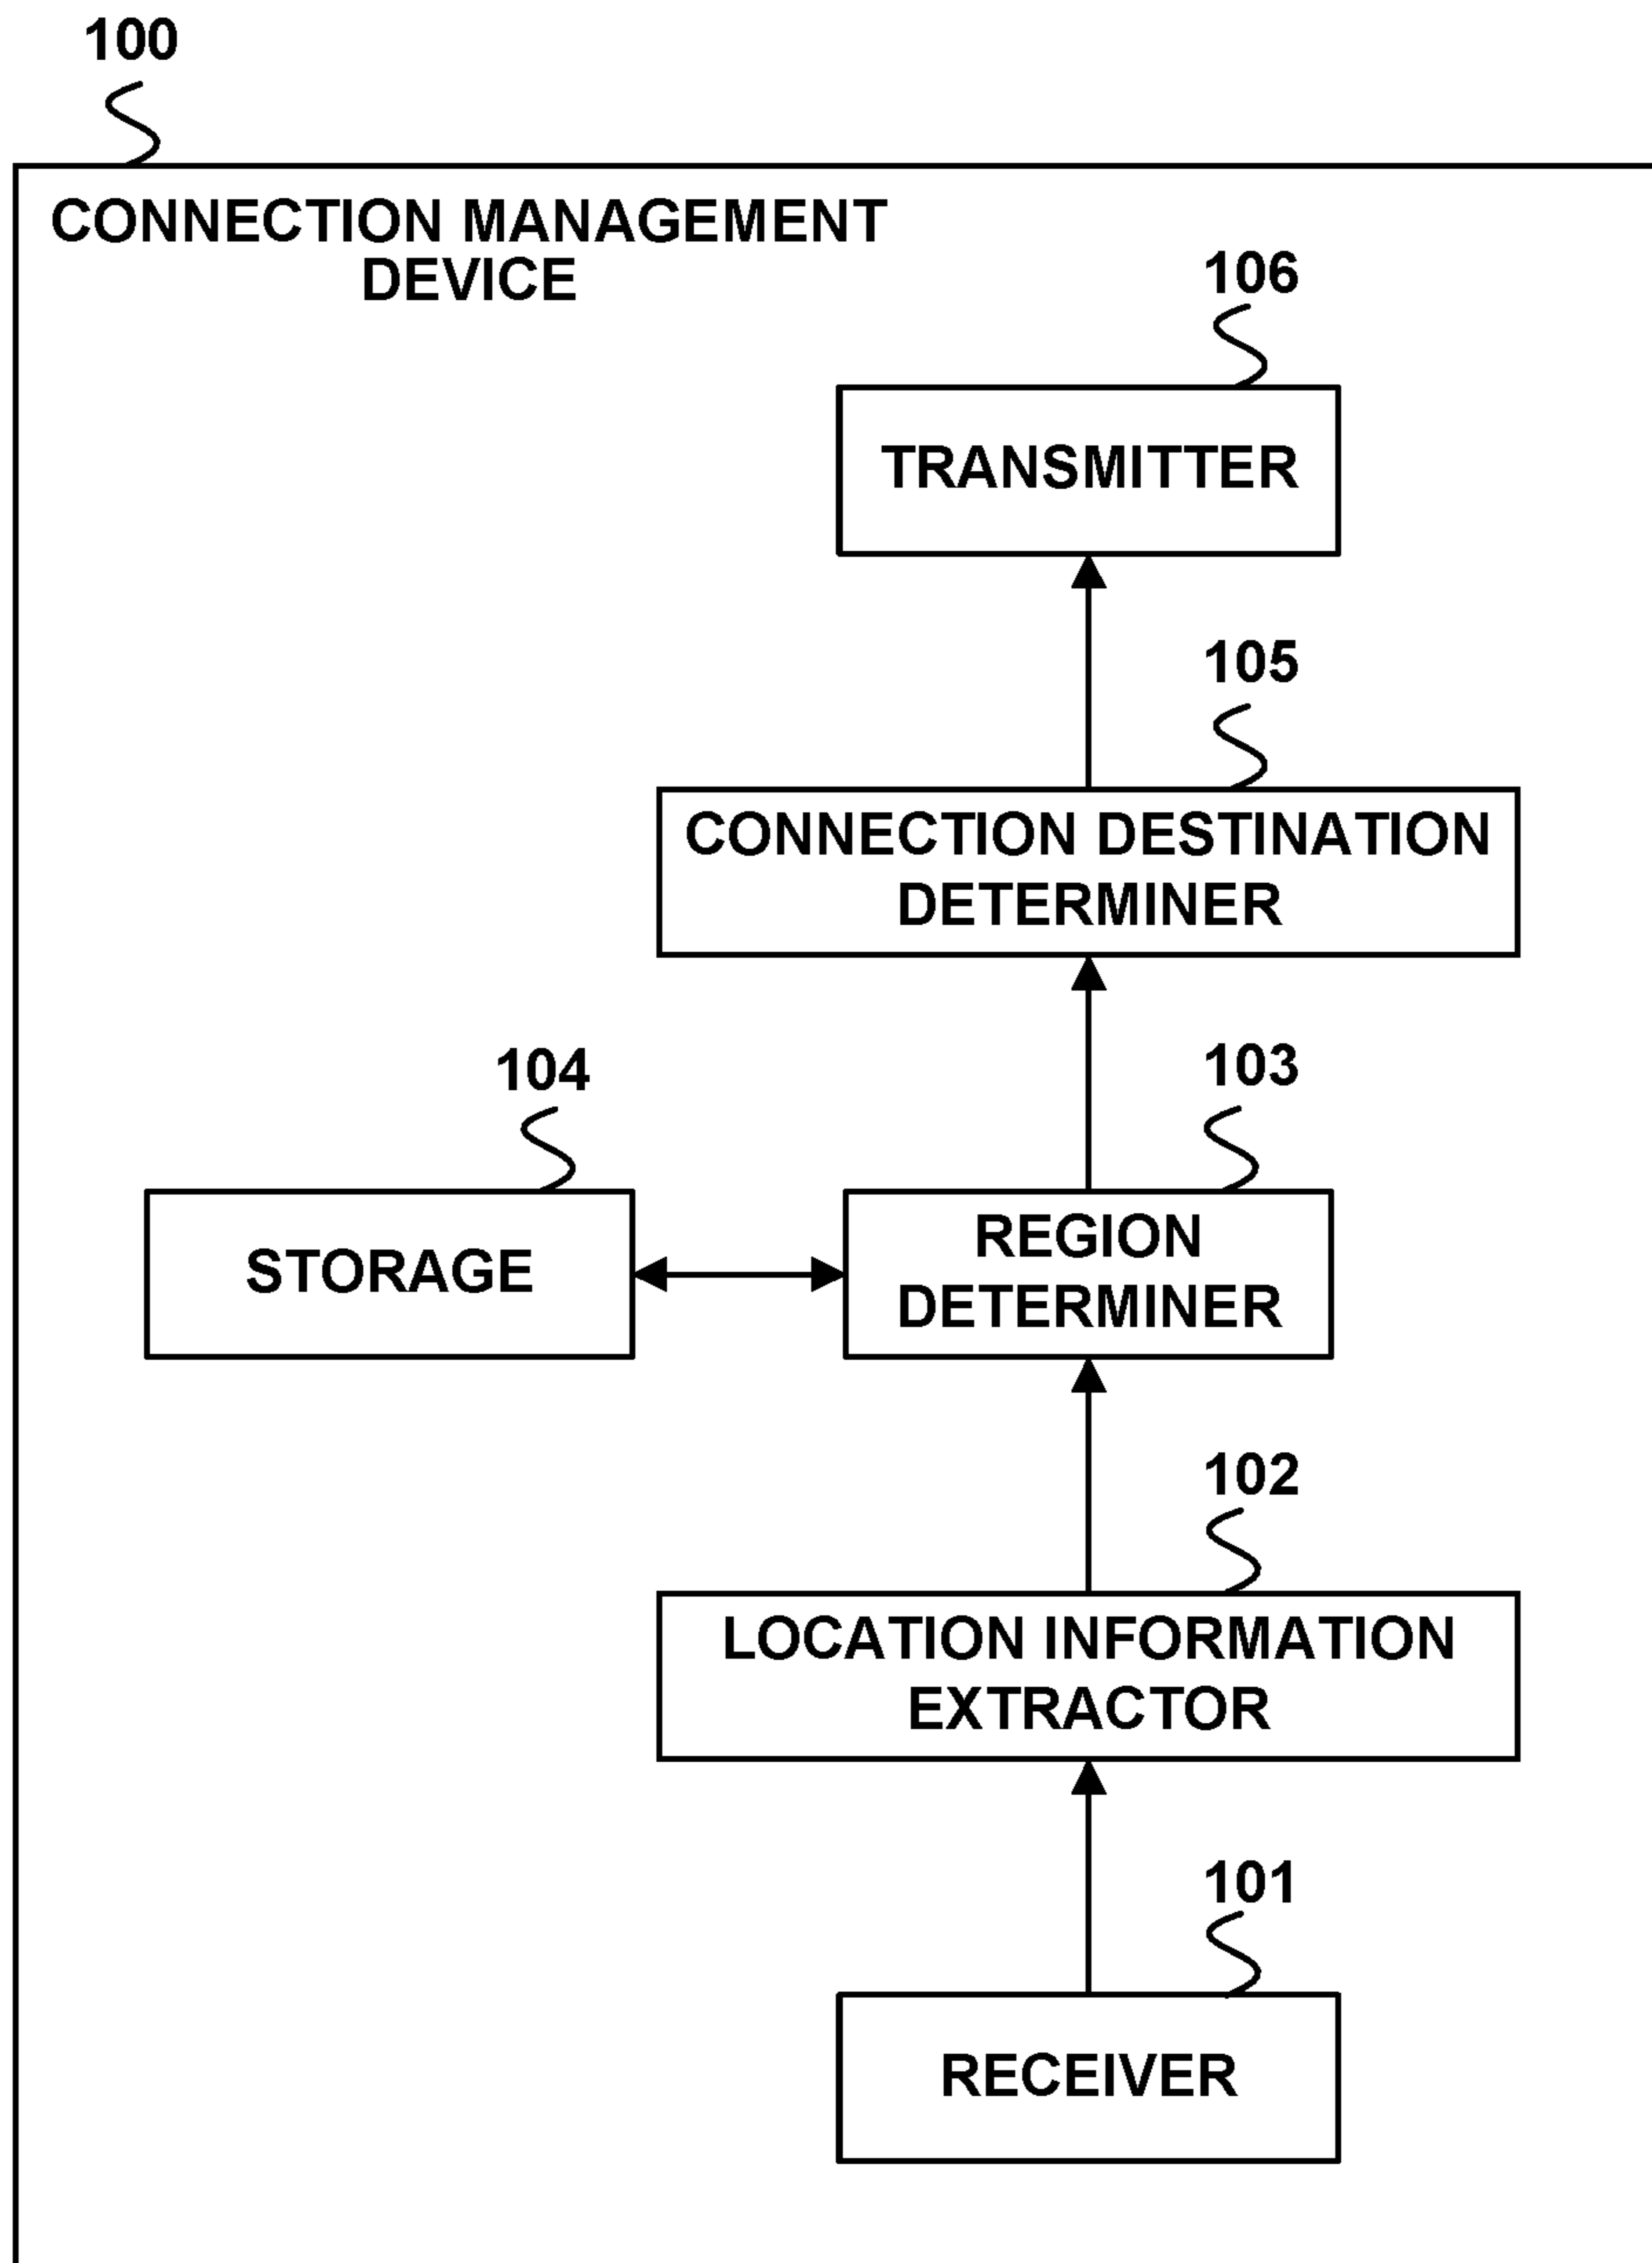 100
CONNECTION MANAGEMENT
DEVICE
106
TRANSMITTER
105
CONNECTION DESTINATION
DETERMINER
104
103
STORAGE
REGION
DETERMINER
102
LOCATION INFORMATION
EXTRACTOR
101
RECEIVER